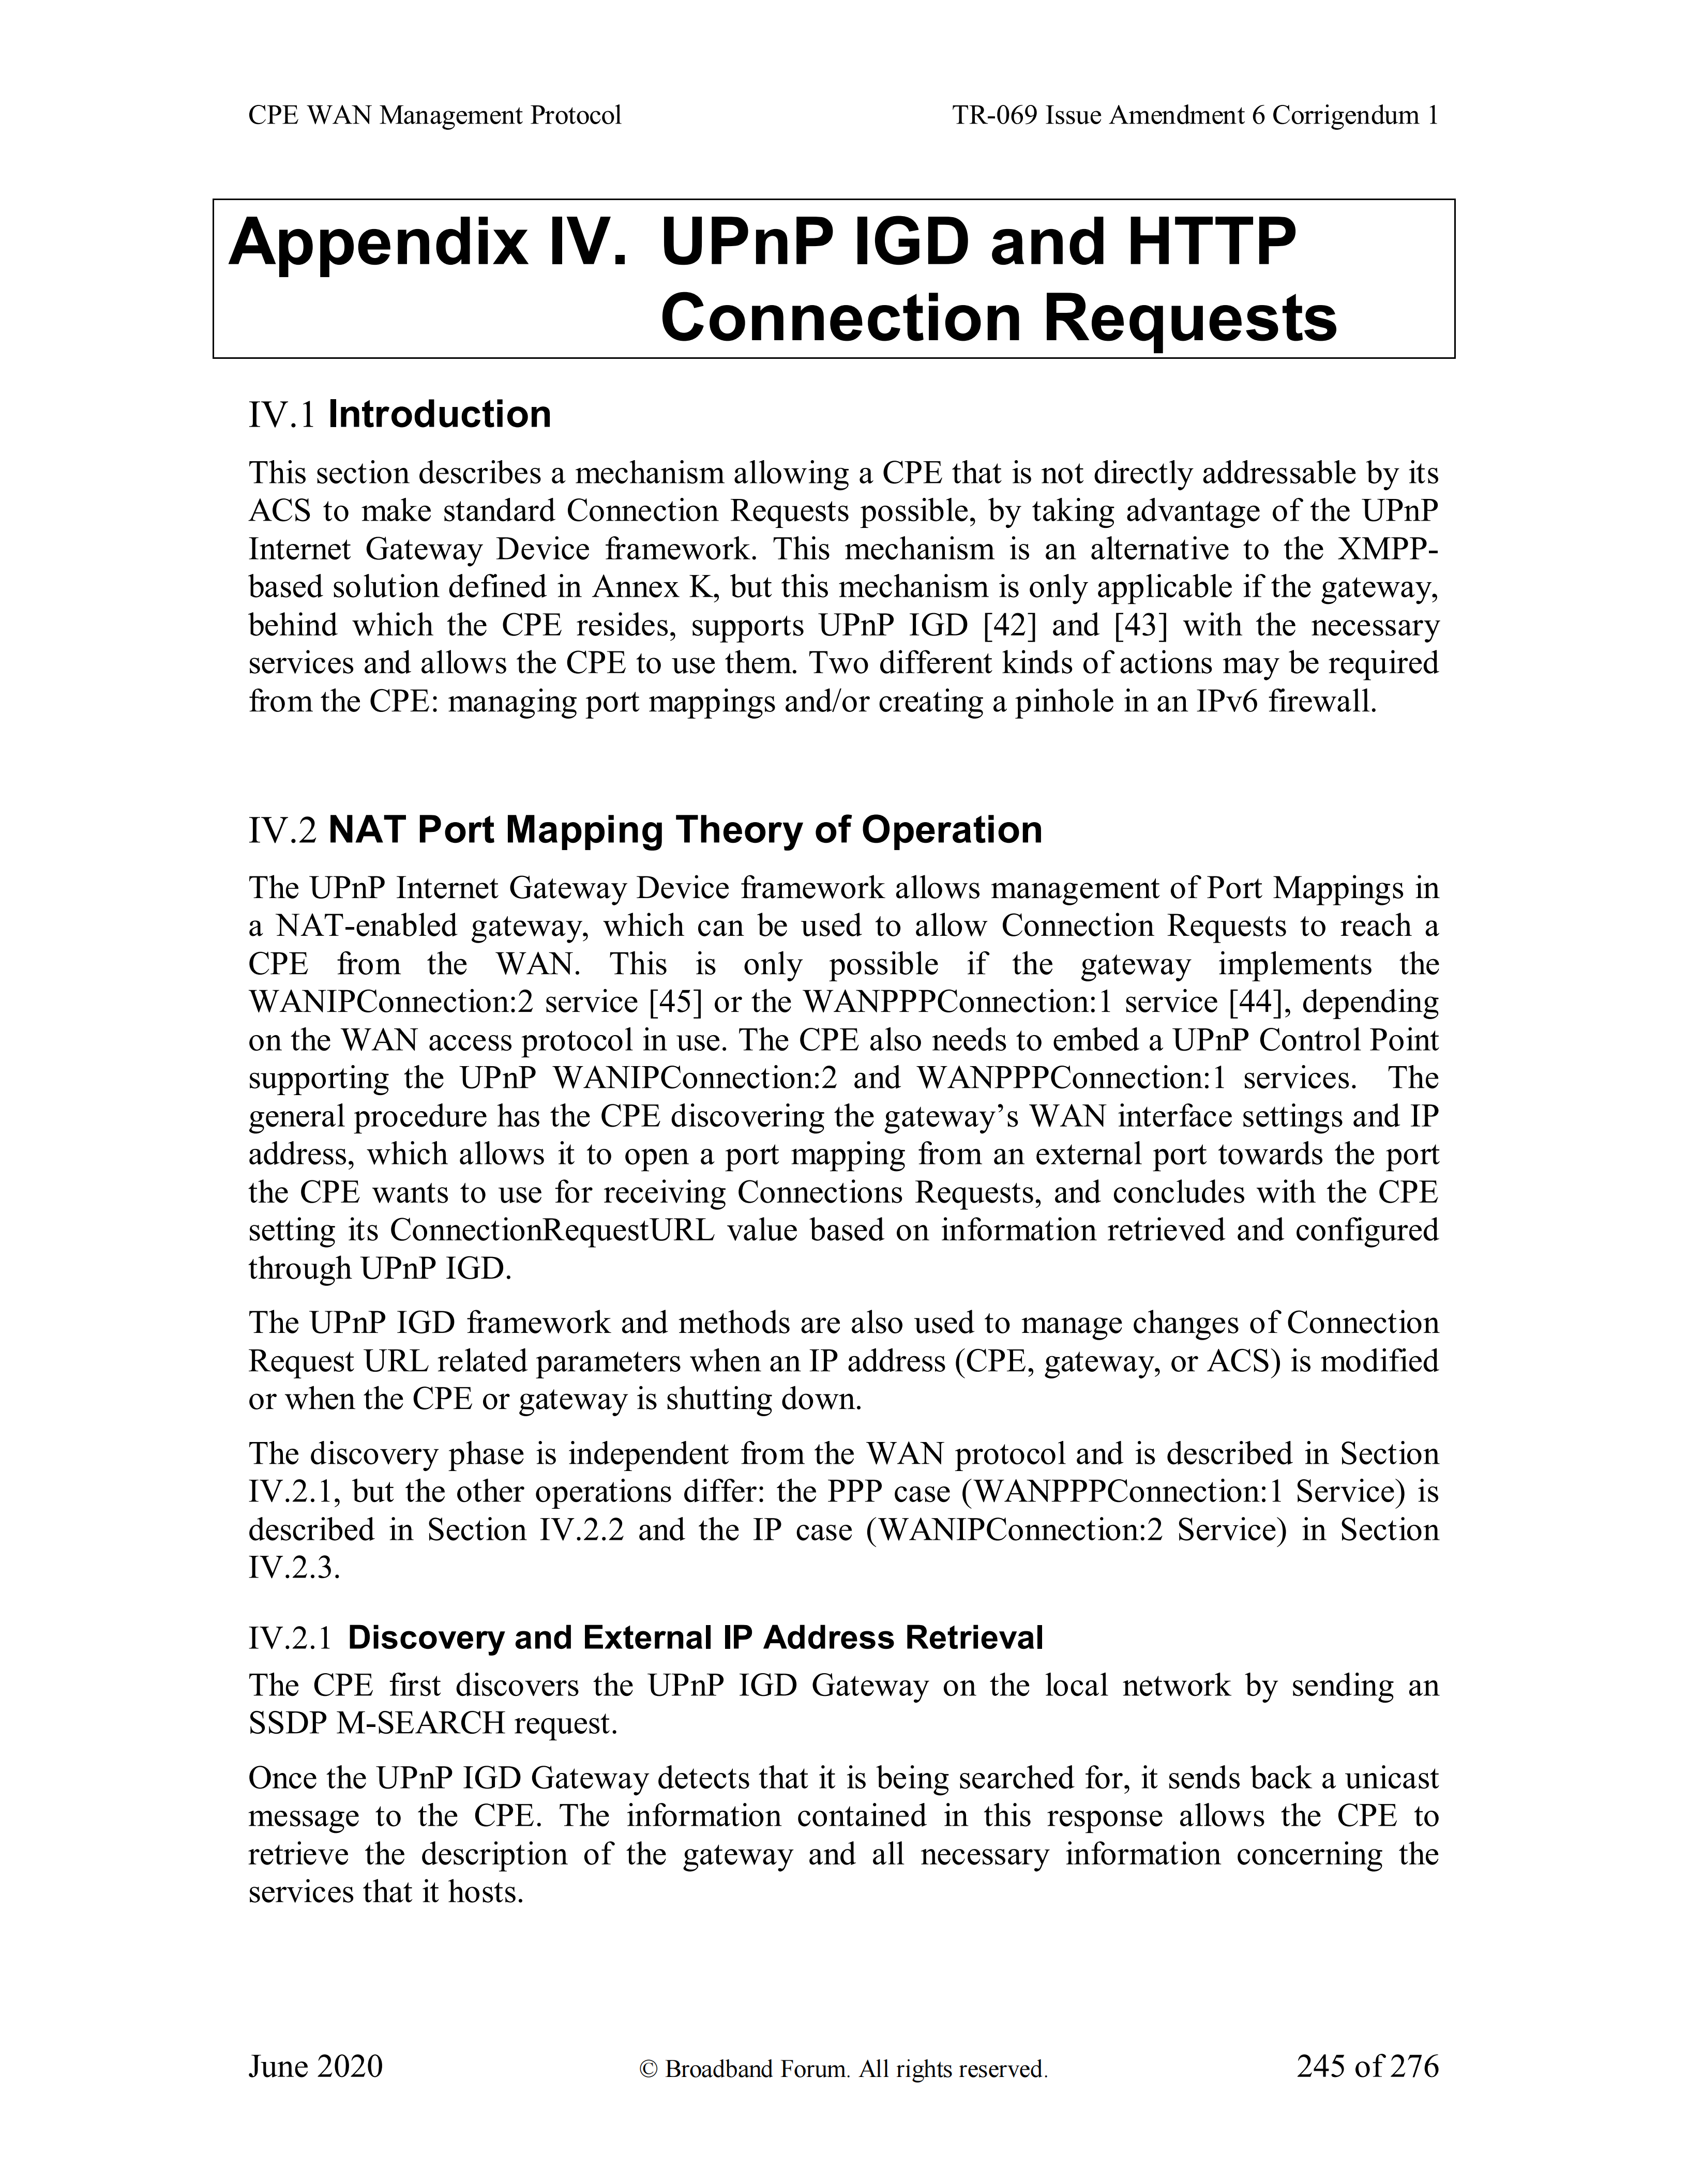 CPE WAN Management Protocol TR-069 Issue Amendment 6 Corrigendum 1
Appendix IV. UPnP IGD and HTTP
Connection Requests
IV.1 Introduction
This section describes a mechanism allowing a CPE that is not directly addressable by its
ACS to make standard Connection Requests possible, by taking advantage of the UPnP
Internet Gateway Device framework. This mechanism is an alternative to the XMPP-
based solution defined in Annex K, but this mechanism is only applicable if the gateway,
behind which the CPE resides, supports UPnP IGD [42] and [43] with the necessary
services and allows the CPE to use them. Two different kinds of actions may be required
from the CPE: managing port mappings and/or creating a pinhole in an IPv6 firewall.
IV.2 NAT Port Mapping Theory of Operation
The UPnP Internet Gateway Device framework allows management of Port Mappings in
a NAT-enabled gateway, which can be used to allow Connection Requests to reach a
CPE from the WAN. This is only possible if the gateway implements the
WANIPConnection:2 service [45] or the WANPPPConnection:1 service [44], depending
on the WAN access protocol in use. The CPE also needs to embed a UPnP Control Point
supporting the UPnP WANIPConnection:2 and WANPPPConnection:1 services. The
general procedure has the CPE discovering the gateway’s WAN interface settings and IP
address, which allows it to open a port mapping from an external port towards the port
the CPE wants to use for receiving Connections Requests, and concludes with the CPE
setting its ConnectionRequestURL value based on information retrieved and configured
through UPnP IGD.
The UPnP IGD framework and methods are also used to manage changes of Connection
Request URL related parameters when an IP address (CPE, gateway, or ACS) is modified
or when the CPE or gateway is shutting down.
The discovery phase is independent from the WAN protocol and is described in Section
IV.2.1, but the other operations differ: the PPP case (WANPPPConnection:1 Service) is
described in Section IV.2.2 and the IP case (WANIPConnection:2 Service) in Section
IV.2.3.
IV.2.1 Discovery and External IP Address Retrieval
The CPE first discovers the UPnP IGD Gateway on the local network by sending an
SSDP M-SEARCH request.
Once the UPnP IGD Gateway detects that it is being searched for, it sends back a unicast
message to the CPE. The information contained in this response allows the CPE to
retrieve the description of the gateway and all necessary information concerning the
services that it hosts.
June 2020 © Broadband Forum. All rights reserved. 245 of 276